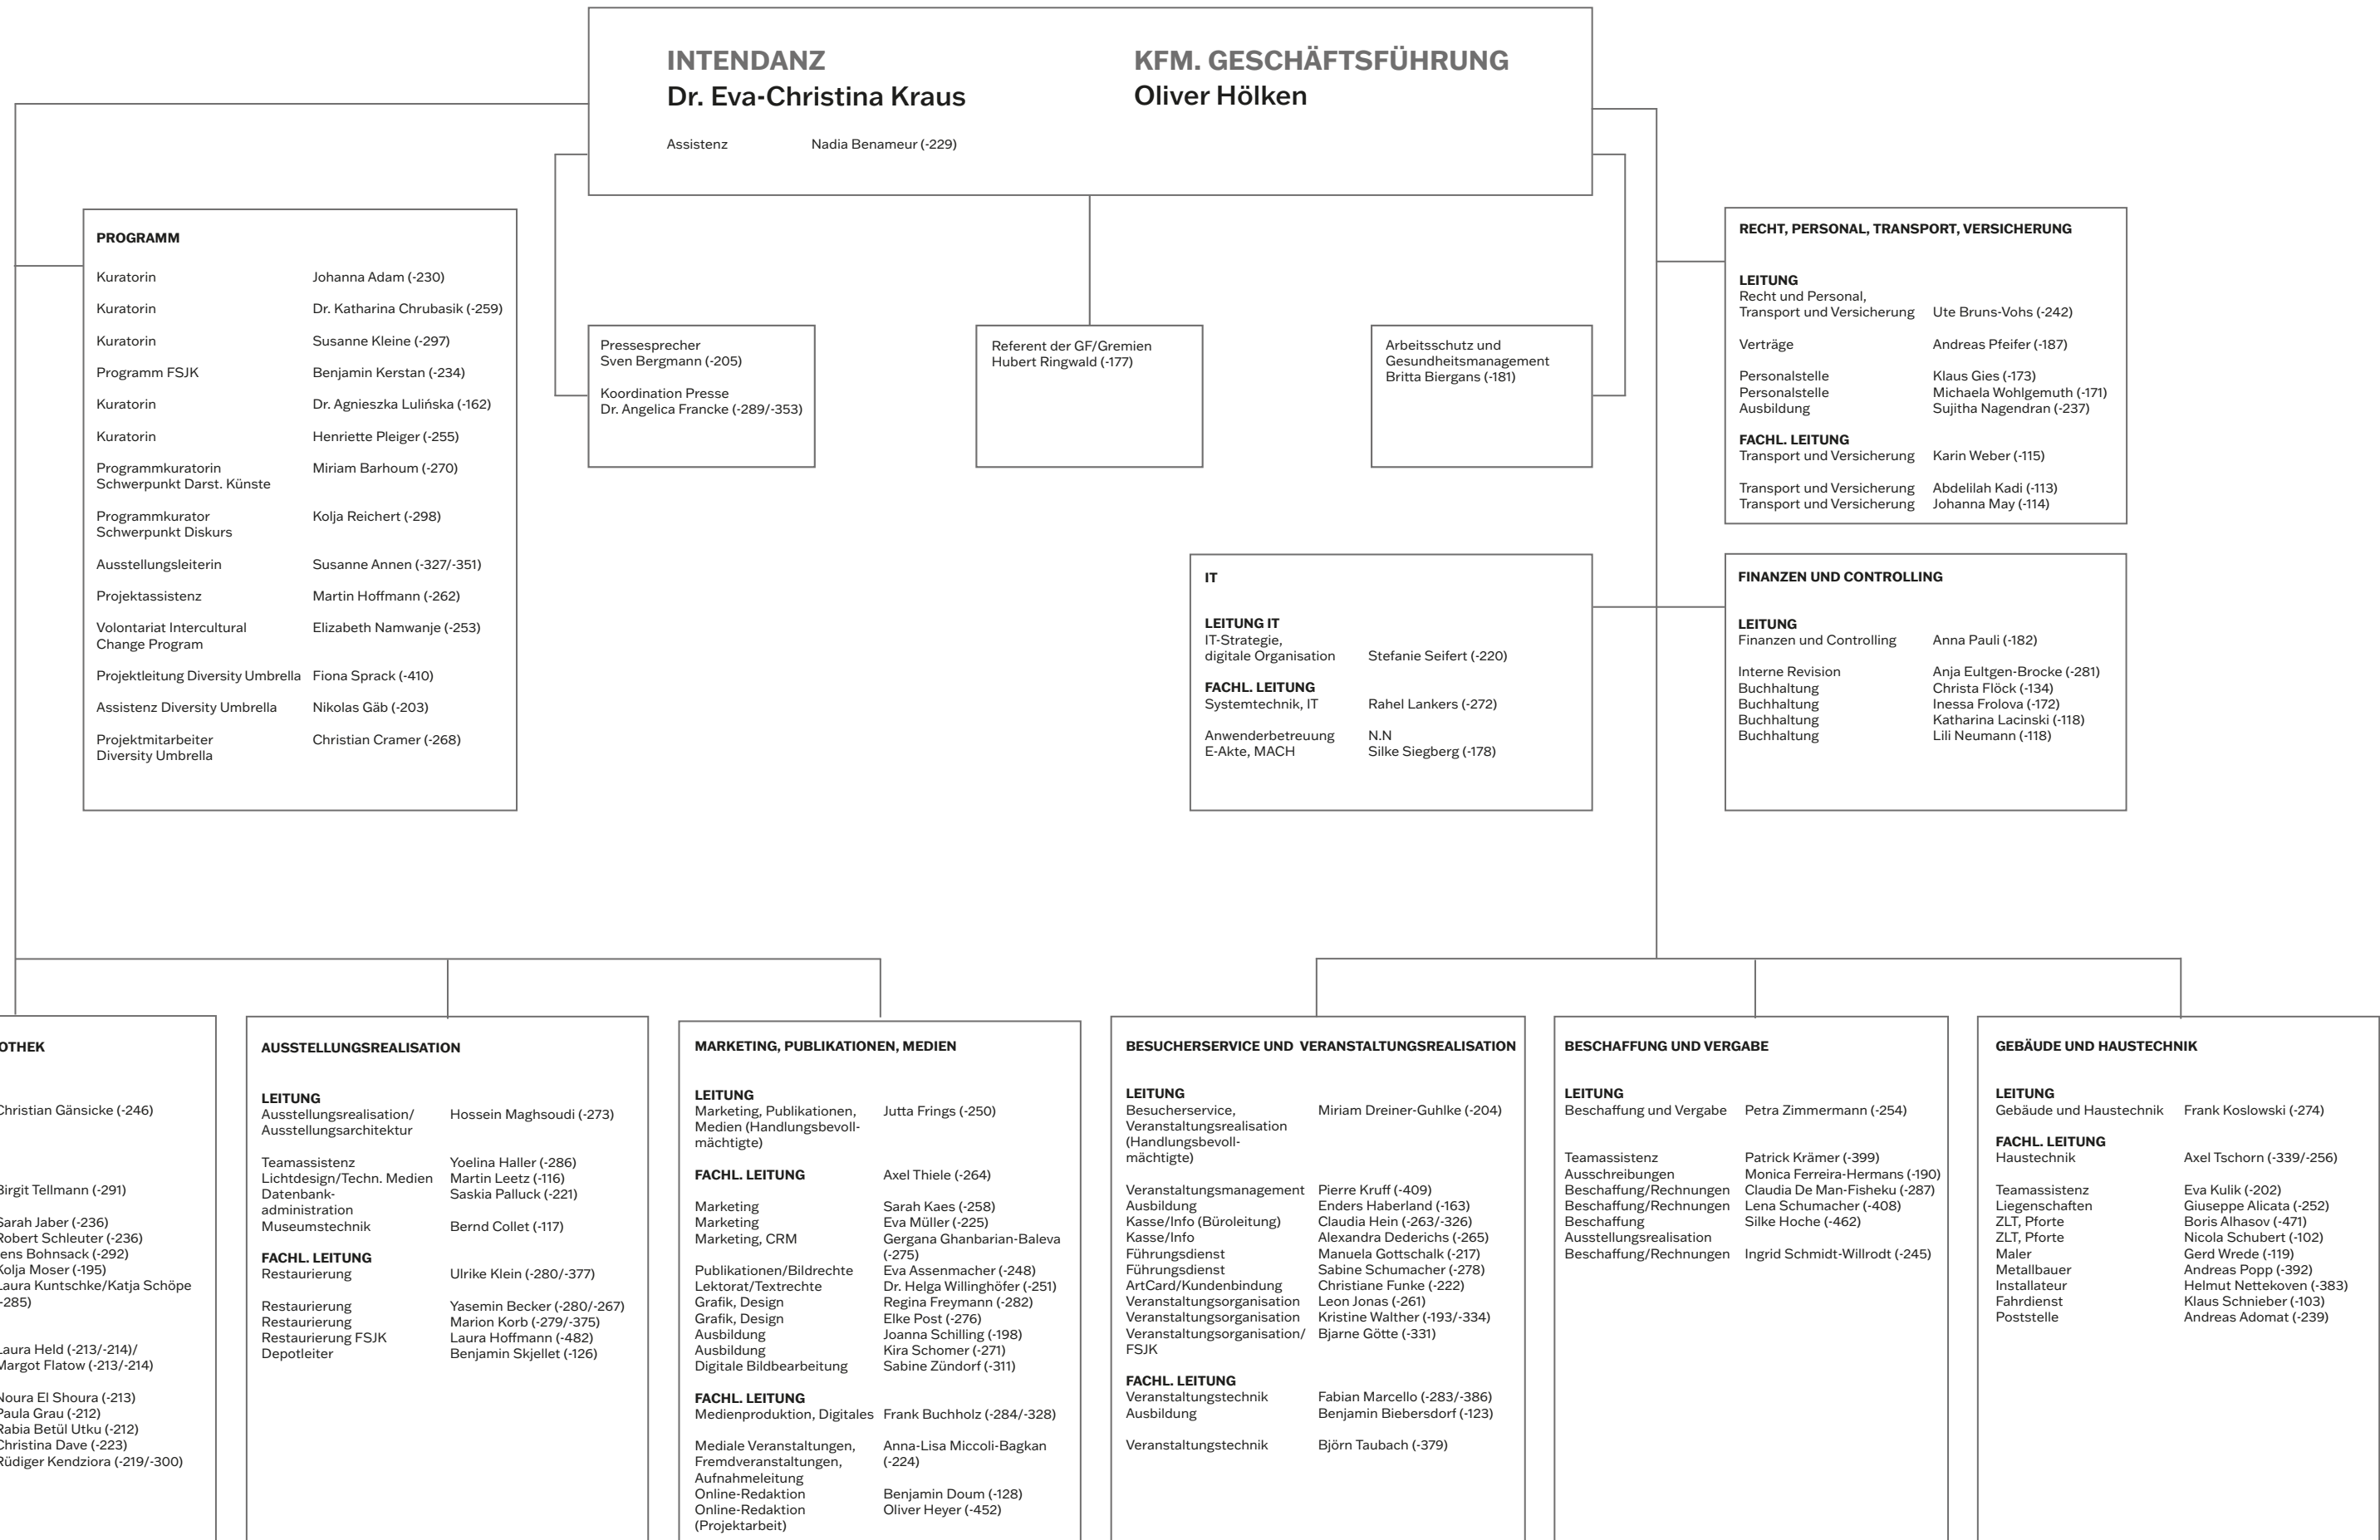 INTENDANZ
Dr. Eva-Christina Kraus
Assistenz Nadia Benameur (-229)
KFM. GESCHÄFTSFÜHRUNG
Oliver Hölken
PROGRAMM
Kuratorin Johanna Adam (-230)
Kuratorin Dr. Katharina Chrubasik (-259)
Kuratorin Susanne Kleine (-297)
Programm FSJK Benjamin Kerstan (-234)
Kuratorin Dr. Agnieszka Lulińska (-162)
Kuratorin Henriette Pleiger (-255)
Programmkuratorin Miriam Barhoum (-270)
Schwerpunkt Darst. Künste
Programmkurator Kolja Reichert (-298)
Schwerpunkt Diskurs
Ausstellungsleiterin Susanne Annen (-327/-351)
Projektassistenz Martin Hoffmann (-262)
Volontariat Intercultural Elizabeth Namwanje (-253)
Change Program
Projektleitung Diversity Umbrella Fiona Sprack (-410)
Assistenz Diversity Umbrella Nikolas Gäb (-203)
Projektmitarbeiter Christian Cramer (-268)
Diversity Umbrella
Pressesprecher
Sven Bergmann (-205)
Koordination Presse
Dr. Angelica Francke (-289/-353)
Referent der GF/Gremien
Hubert Ringwald (-177)
Arbeitsschutz und
Gesundheitsmanagement
Britta Biergans (-181)
RECHT, PERSONAL, TRANSPORT, VERSICHERUNG
LEITUNG
Recht und Personal,
Transport und Versicherung Ute Bruns-Vohs (-242)
Verträge Andreas Pfeifer (-187)
Personalstelle Klaus Gies (-173)
Personalstelle Michaela Wohlgemuth (-171)
Ausbildung Sujitha Nagendran (-237)
FACHL. LEITUNG
Transport und Versicherung Karin Weber (-115)
Transport und Versicherung Abdelilah Kadi (-113)
Transport und Versicherung Johanna May (-114)
IT
LEITUNG IT
IT-Strategie,
digitale Organisation Stefanie Seifert (-220)
FACHL. LEITUNG
Systemtechnik, IT Rahel Lankers (-272)
Anwenderbetreuung N.N
E-Akte, MACH Silke Siegberg (-178)
FINANZEN UND CONTROLLING
LEITUNG
Finanzen und Controlling Anna Pauli (-182)
Interne Revision Anja Eultgen-Brocke (-281)
Buchhaltung Christa Flöck (-134)
Buchhaltung Inessa Frolova (-172)
Buchhaltung Katharina Lacinski (-118)
Buchhaltung Lili Neumann (-118)
OTHEK
Christian Gänsicke (-246)
Birgit Tellmann (-291)
Sarah Jaber (-236)
Robert Schleuter (-236)
ens Bohnsack (-292)
Kolja Moser (-195)
Laura Kuntschke/Katja Schöpe
-285)
Laura Held (-213/-214)/
Margot Flatow (-213/-214)
Noura El Shoura (-213)
Paula Grau (-212)
Rabia Betül Utku (-212)
Christina Dave (-223)
Rüdiger Kendziora (-219/-300)
AUSSTELLUNGSREALISATION
LEITUNG
Ausstellungsrealisation/ Hossein Maghsoudi (-273)
Ausstellungsarchitektur
Teamassistenz Yoelina Haller (-286)
Lichtdesign/Techn. Medien Martin Leetz (-116)
Datenbank- Saskia Palluck (-221)
administration
Museumstechnik Bernd Collet (-117)
FACHL. LEITUNG
Restaurierung Ulrike Klein (-280/-377)
Restaurierung Yasemin Becker (-280/-267)
Restaurierung Marion Korb (-279/-375)
Restaurierung FSJK Laura Hoffmann (-482)
Depotleiter Benjamin Skjellet (-126)
MARKETING, PUBLIKATIONEN, MEDIEN
LEITUNG
Marketing, Publikationen, Jutta Frings (-250)
Medien (Handlungsbevoll-
mächtigte)
FACHL. LEITUNG Axel Thiele (-264)
Marketing Sarah Kaes (-258)
Marketing Eva Müller (-225)
Marketing, CRM Gergana Ghanbarian-Baleva
(-275)
Publikationen/Bildrechte Eva Assenmacher (-248)
Lektorat/Textrechte Dr. Helga Willinghöfer (-251)
Grafik, Design Regina Freymann (-282)
Grafik, Design Elke Post (-276)
Ausbildung Joanna Schilling (-198)
Ausbildung Kira Schomer (-271)
Digitale Bildbearbeitung Sabine Zündorf (-311)
FACHL. LEITUNG
Medienproduktion, Digitales Frank Buchholz (-284/-328)
Mediale Veranstaltungen, Anna-Lisa Miccoli-Bagkan
Fremdveranstaltungen, (-224)
Aufnahmeleitung
Online-Redaktion Benjamin Doum (-128)
Online-Redaktion Oliver Heyer (-452)
(Projektarbeit)
BESUCHERSERVICE UND VERANSTALTUNGSREALISATION
LEITUNG
Besucherservice, Miriam Dreiner-Guhlke (-204)
Veranstaltungsrealisation
(Handlungsbevoll-
mächtigte)
Veranstaltungsmanagement Pierre Kruff (-409)
Ausbildung Enders Haberland (-163)
Kasse/Info (Büroleitung) Claudia Hein (-263/-326)
Kasse/Info Alexandra Dederichs (-265)
Führungsdienst Manuela Gottschalk (-217)
Führungsdienst Sabine Schumacher (-278)
ArtCard/Kundenbindung Christiane Funke (-222)
Veranstaltungsorganisation Leon Jonas (-261)
Veranstaltungsorganisation Kristine Walther (-193/-334)
Veranstaltungsorganisation/ Bjarne Götte (-331)
FSJK
FACHL. LEITUNG
Veranstaltungstechnik Fabian Marcello (-283/-386)
Ausbildung Benjamin Biebersdorf (-123)
Veranstaltungstechnik Björn Taubach (-379)
BESCHAFFUNG UND VERGABE
LEITUNG
Beschaffung und Vergabe Petra Zimmermann (-254)
Teamassistenz Patrick Krämer (-399)
Ausschreibungen Monica Ferreira-Hermans (-190)
Beschaffung/Rechnungen Claudia De Man-Fisheku (-287)
Beschaffung/Rechnungen Lena Schumacher (-408)
Beschaffung Silke Hoche (-462)
Ausstellungsrealisation
Beschaffung/Rechnungen Ingrid Schmidt-Willrodt (-245)
GEBÄUDE UND HAUSTECHNIK
LEITUNG
Gebäude und Haustechnik Frank Koslowski (-274)
FACHL. LEITUNG
Haustechnik Axel Tschorn (-339/-256)
Teamassistenz Eva Kulik (-202)
Liegenschaften Giuseppe Alicata (-252)
ZLT, Pforte Boris Alhasov (-471)
ZLT, Pforte Nicola Schubert (-102)
Maler Gerd Wrede (-119)
Metallbauer Andreas Popp (-392)
Installateur Helmut Nettekoven (-383)
Fahrdienst Klaus Schnieber (-103)
Poststelle Andreas Adomat (-239)